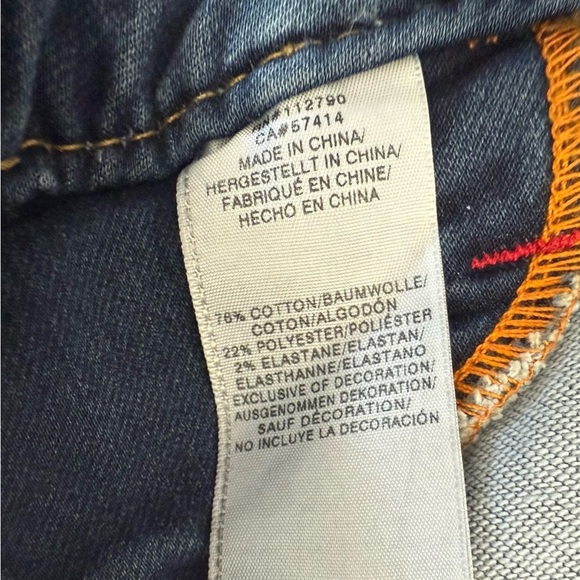 RN#112790
CA#57414
MADE IN CHINA/
HERGESTELLT IN CHINA/
FABRIQUÉ EN CHINE/
HECHO EN CHINA
76% COTTON/BAUMWOLLE/
COTON/ALGODÓN
22% POLYESTER/POLIÉSTER
2% ELASTANE/ELASTAN/
ELASTHANNE/ELASTANO
EXCLUSIVE OF DECORATION/
AUSGENOMMEN DEKORATION/
SAUF DÉCORATION/
NO INCLUYE LA DECORACIÓN